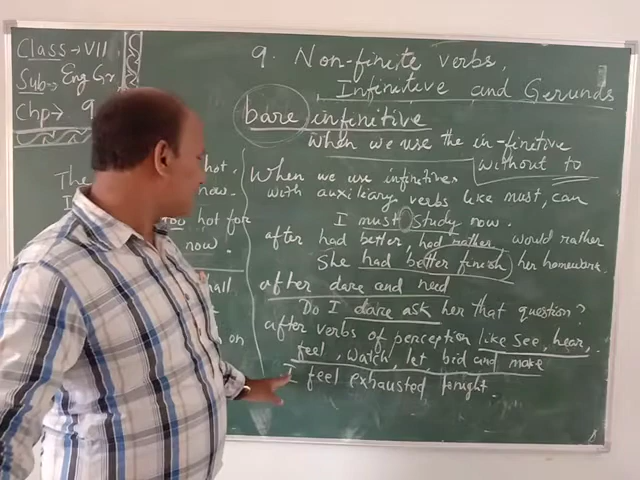 Class → VII
Sub → Eng Gr
Chp → 9
9. Non-finite verbs,
Infinitive and Gerunds
bare infinitive
When we use the in-finitive
without to
When we use infinitives
with auxiliary verbs like must, can
I must study now.
after had better, had rather, would rather
She had better finish her homework.
after dare and need
Do I dare ask her that question?
after verbs of perception like see, hear,
feel, watch, let, bid and make
I feel exhausted tonight
The
hot.
now.
too hot for
now.
on